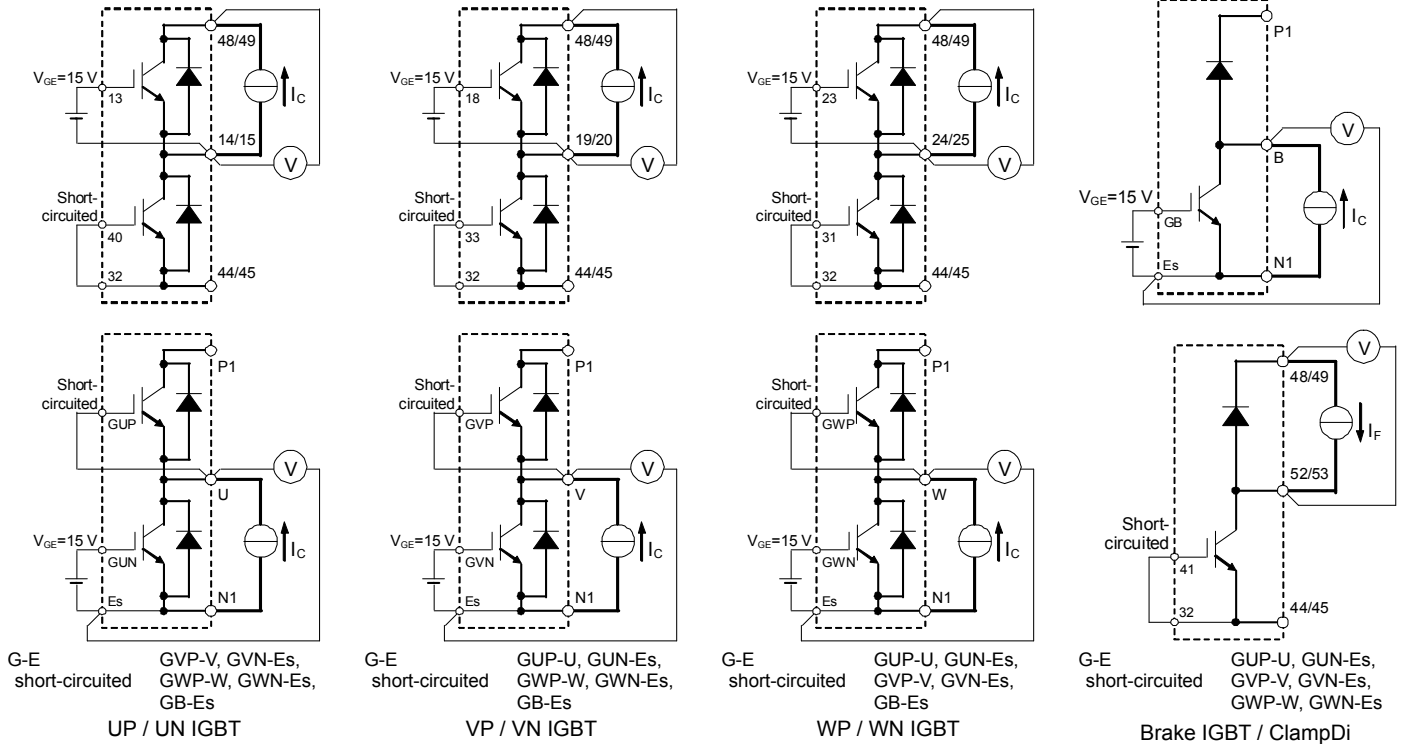 48/49
V_GE=15 V
13
I_C
14/15
V
Short-
circuited
40
32
44/45
48/49
V_GE=15 V
18
I_C
19/20
V
Short-
circuited
33
32
44/45
48/49
V_GE=15 V
23
I_C
24/25
V
Short-
circuited
31
32
44/45
P1
V
B
V_GE=15 V
GB
I_C
Es
N1
P1
Short-
circuited
GUP
V
U
V_GE=15 V
GUN
I_C
Es
N1
P1
Short-
circuited
GVP
V
V
V_GE=15 V
GVN
I_C
Es
N1
P1
Short-
circuited
GWP
V
W
V_GE=15 V
GWN
I_C
Es
N1
V
48/49
I_F
52/53
Short-
circuited
41
32
44/45
G-E GVP-V, GVN-Es,
short-circuited GWP-W, GWN-Es,
GB-Es
UP / UN IGBT
GUP-U, GUN-Es,
G-E
short-circuited GWP-W, GWN-Es,
GB-Es
VP / VN IGBT
G-E GUP-U, GUN-Es,
short-circuited GVP-V, GVN-Es,
GB-Es
WP / WN IGBT
G-E GUP-U, GUN-Es,
short-circuited GVP-V, GVN-Es,
GWP-W, GWN-Es
Brake IGBT / ClampDi